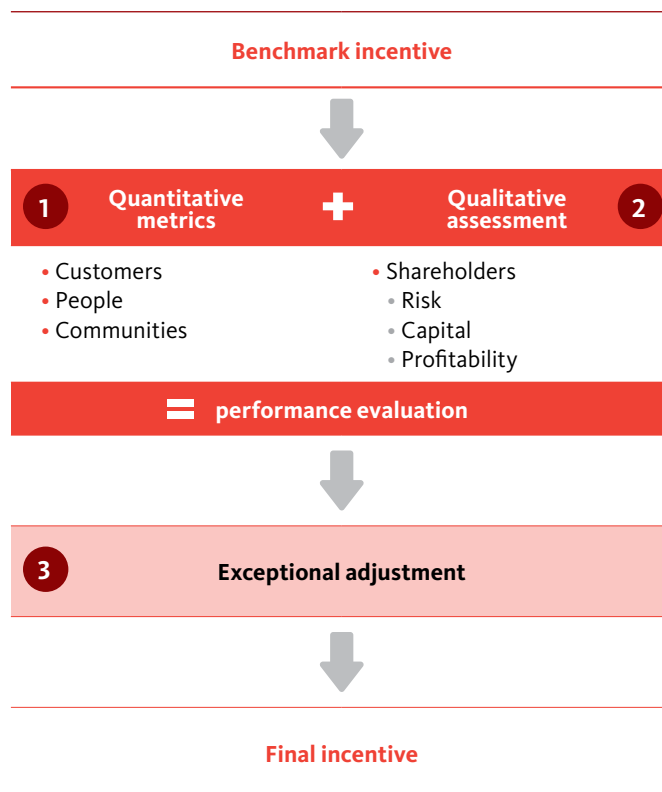 Benchmark incentive
1 Quantitative metrics + Qualitative assessment 2
• Customers
• People
• Communities
• Shareholders
• Risk
• Capital
• Profitability
= performance evaluation
3 Exceptional adjustment
Final incentive